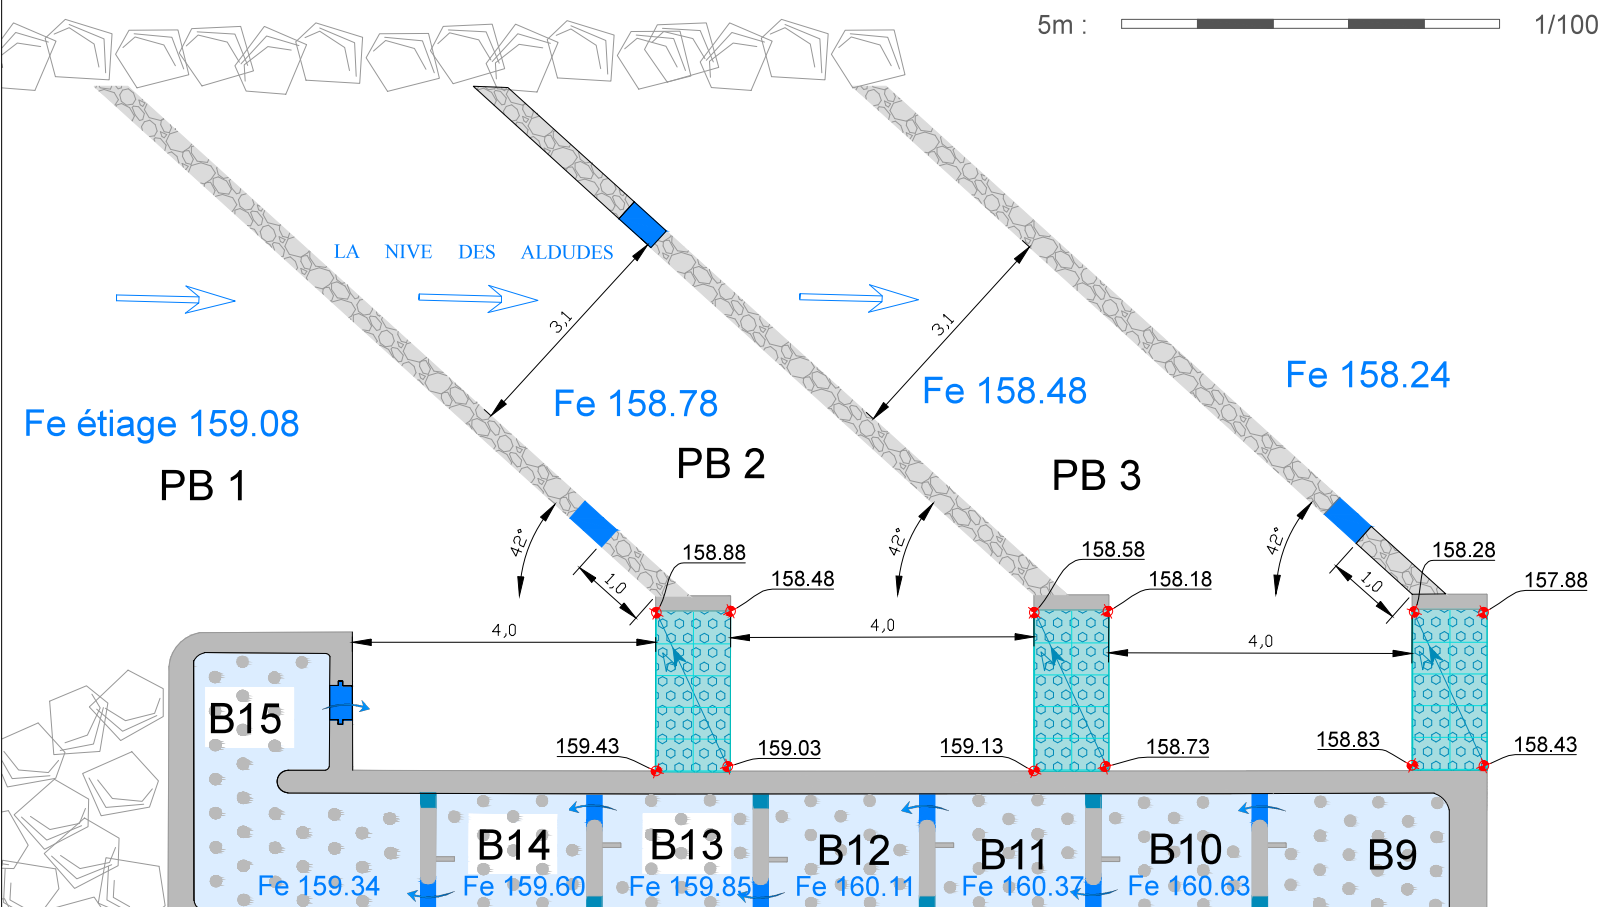 5m :
1/100
LA NIVE DES ALDUDES
3,1
3,1
Fe 158.24
Fe 158.78
Fe 158.48
Fe étiage 159.08
PB 1
PB 2
PB 3
42°
42°
42°
158.88
158.48
158.58
158.18
158.28
157.88
1,0
1,0
4,0
4,0
4,0
B15
159.43
159.03
159.13
158.73
158.83
158.43
B14
B13
B12
B11
B10
B9
Fe 159.34
Fe 159.60
Fe 159.85
Fe 160.11
Fe 160.37
Fe 160.63